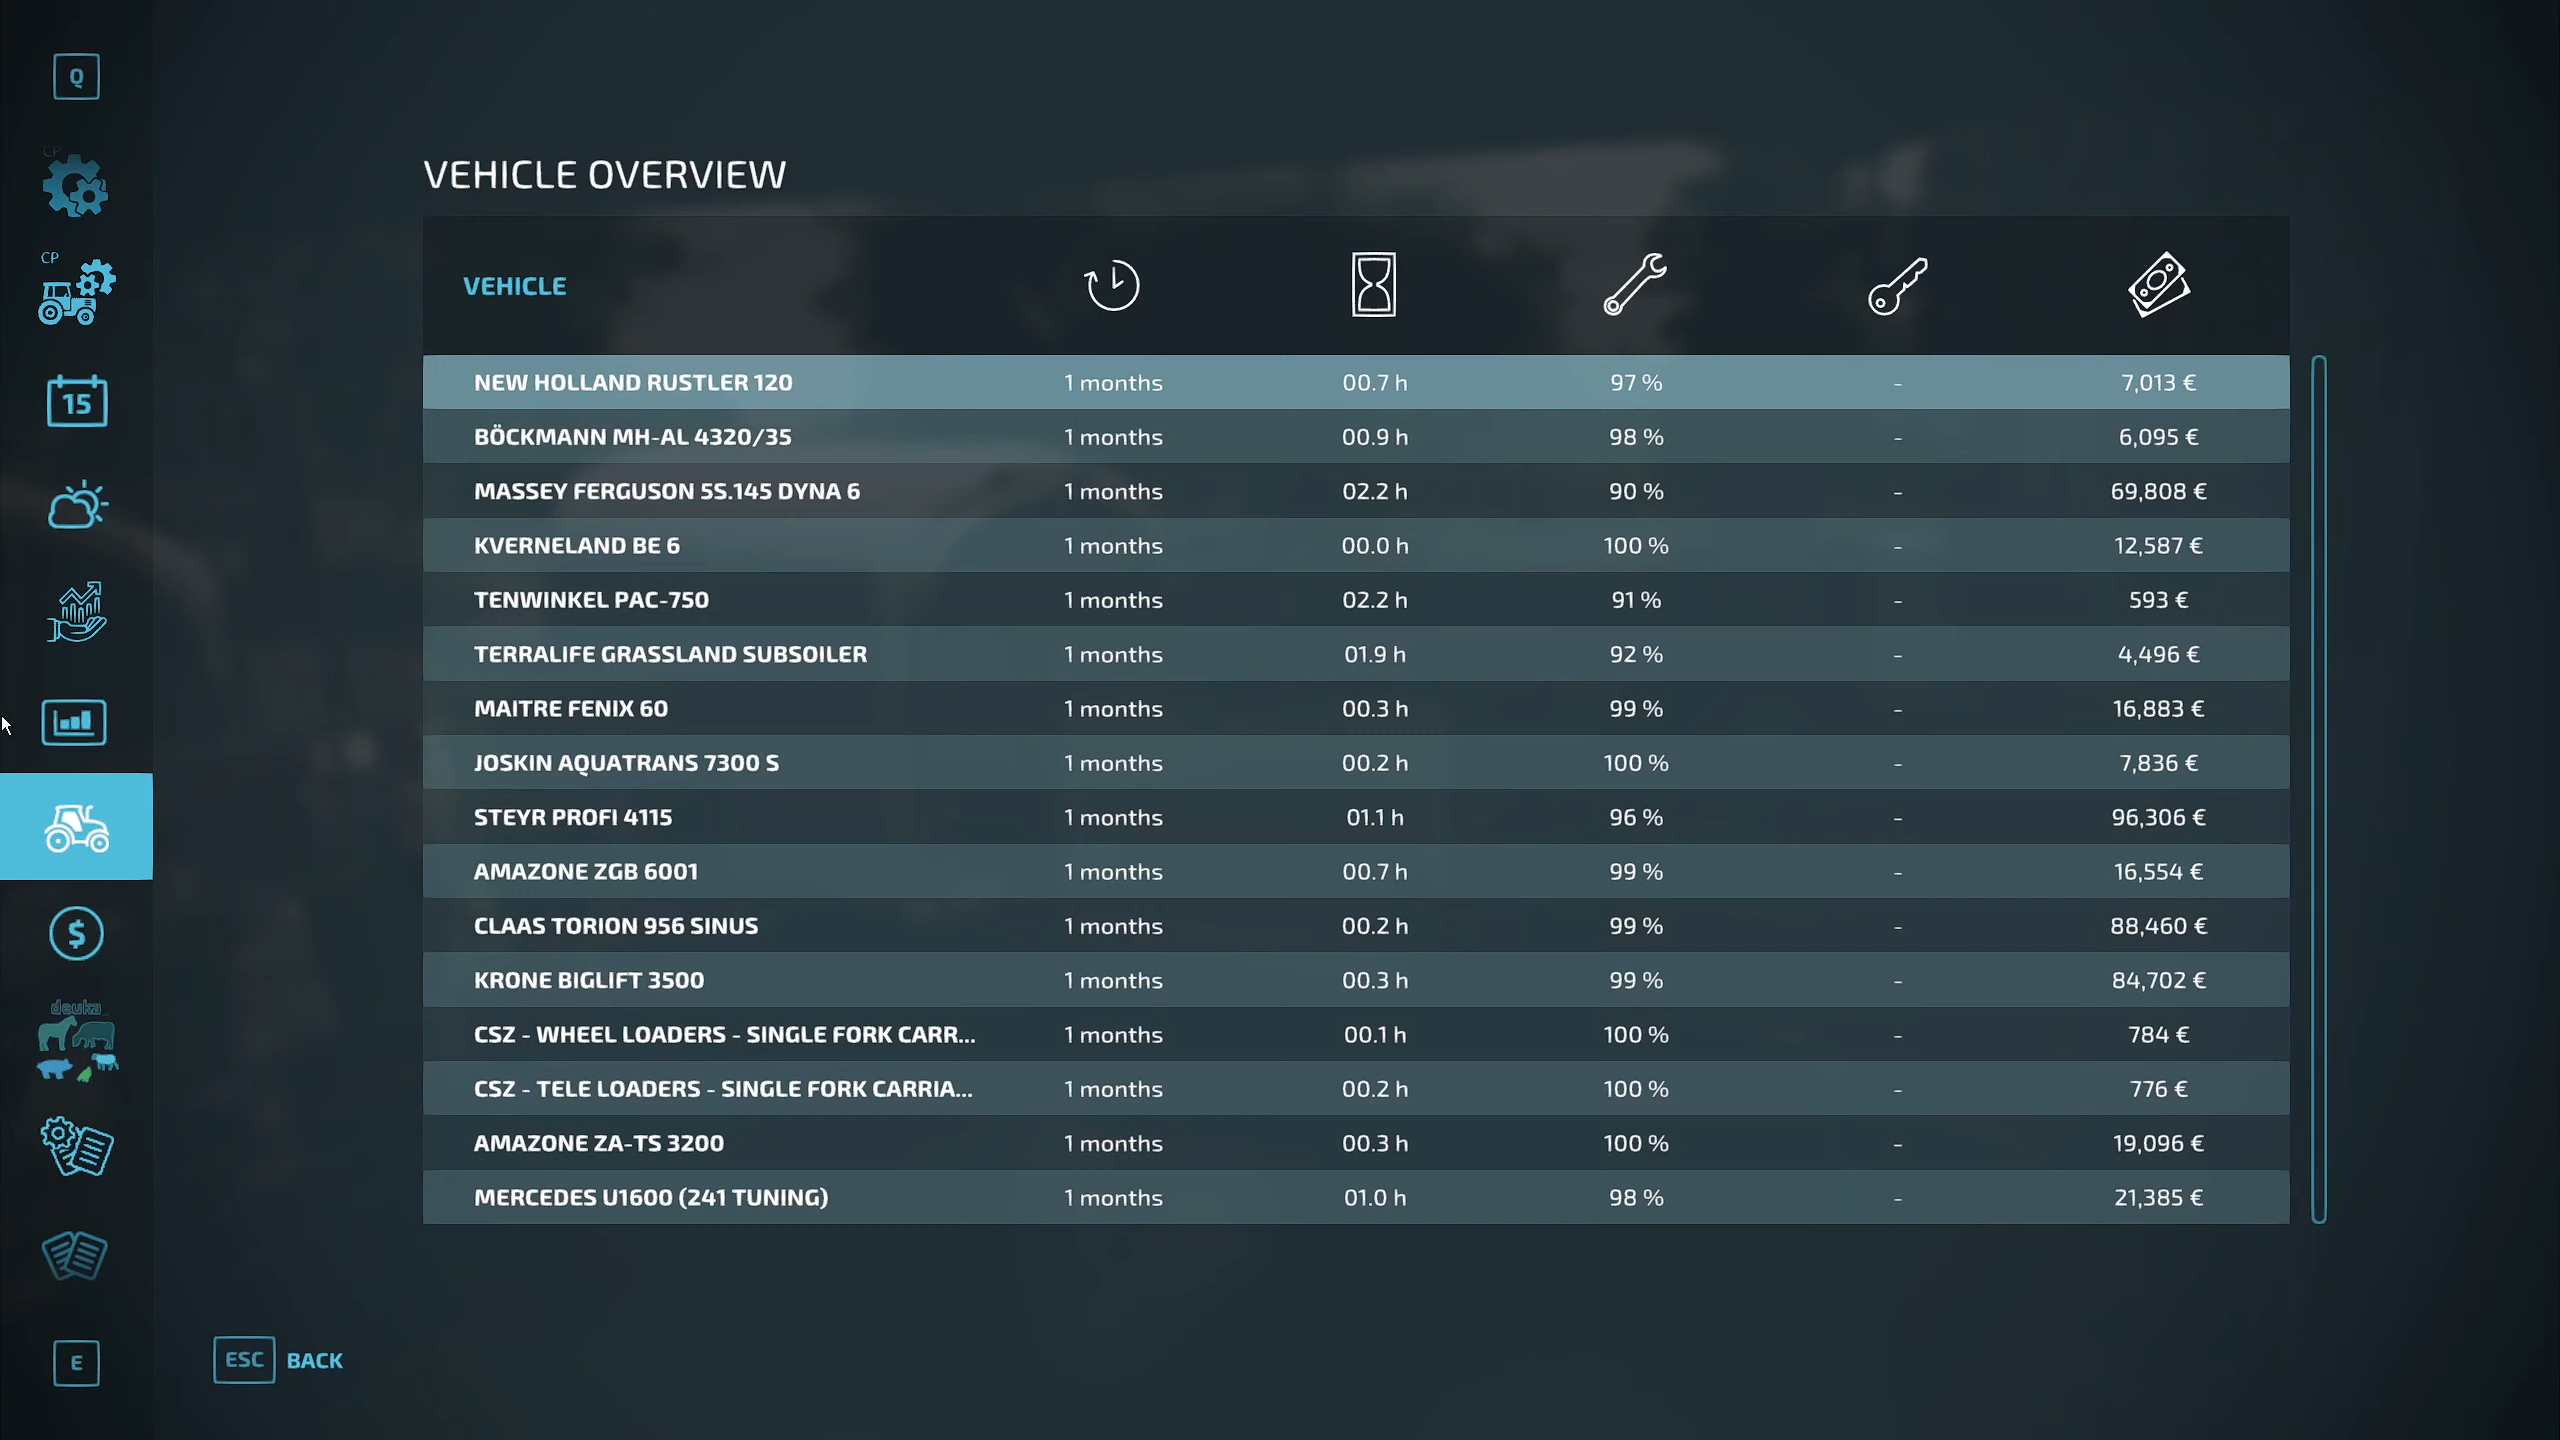 Q
CP
CP
15
$
deuka
E
VEHICLE OVERVIEW
VEHICLE
NEW HOLLAND RUSTLER 120 1 months 00.7 h 97 % - 7,013 €
BÖCKMANN MH-AL 4320/35 1 months 00.9 h 98 % - 6,095 €
MASSEY FERGUSON 5S.145 DYNA 6 1 months 02.2 h 90 % - 69,808 €
KVERNELAND BE 6 1 months 00.0 h 100 % - 12,587 €
TENWINKEL PAC-750 1 months 02.2 h 91 % - 593 €
TERRALIFE GRASSLAND SUBSOILER 1 months 01.9 h 92 % - 4,496 €
MAITRE FENIX 60 1 months 00.3 h 99 % - 16,883 €
JOSKIN AQUATRANS 7300 S 1 months 00.2 h 100 % - 7,836 €
STEYR PROFI 4115 1 months 01.1 h 96 % - 96,306 €
AMAZONE ZGB 6001 1 months 00.7 h 99 % - 16,554 €
CLAAS TORION 956 SINUS 1 months 00.2 h 99 % - 88,460 €
KRONE BIGLIFT 3500 1 months 00.3 h 99 % - 84,702 €
CSZ - WHEEL LOADERS - SINGLE FORK CARR... 1 months 00.1 h 100 % - 784 €
CSZ - TELE LOADERS - SINGLE FORK CARRIA... 1 months 00.2 h 100 % - 776 €
AMAZONE ZA-TS 3200 1 months 00.3 h 100 % - 19,096 €
MERCEDES U1600 (241 TUNING) 1 months 01.0 h 98 % - 21,385 €
ESC BACK